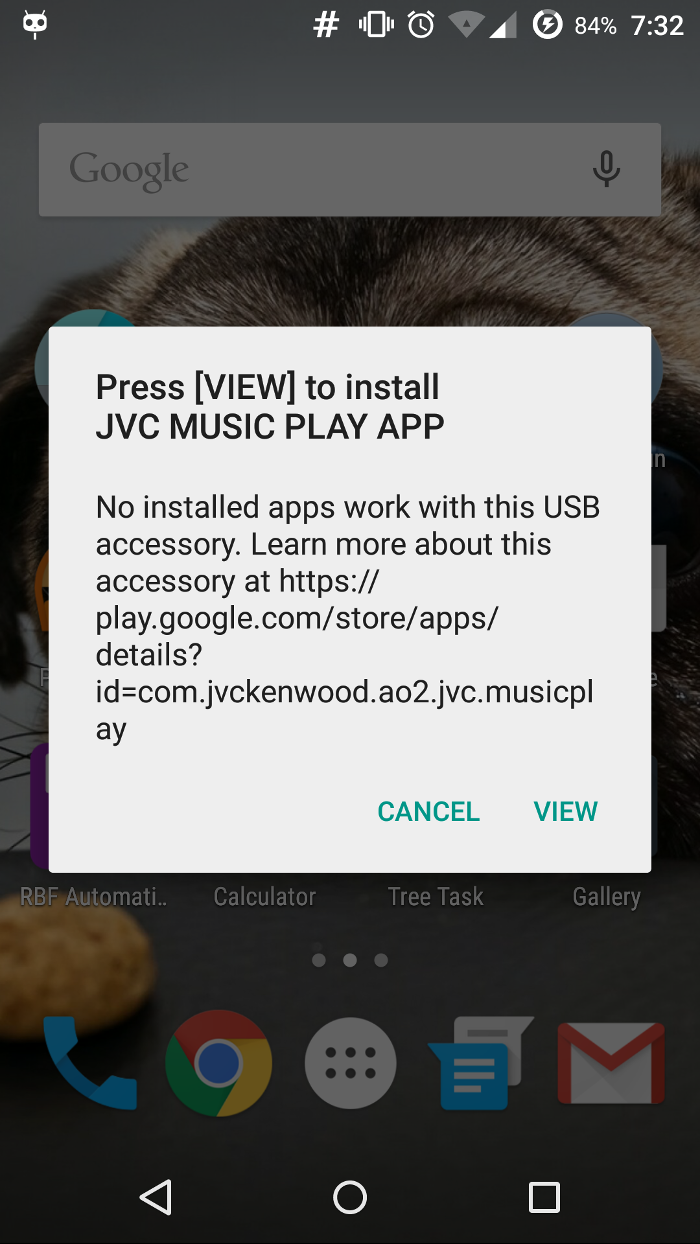 # 84% 7:32
Google
Press [VIEW] to install
JVC MUSIC PLAY APP
No installed apps work with this USB
accessory. Learn more about this
accessory at https://
play.google.com/store/apps/
details?
id=com.jvckenwood.ao2.jvc.musicpl
ay
CANCEL VIEW
RBF Automati.. Calculator Tree Task Gallery